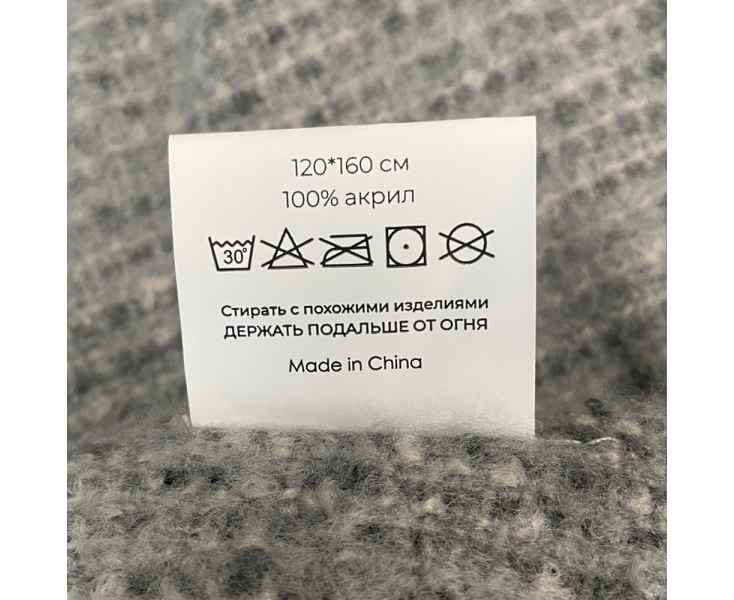 120*160 см
100% акрил
30°
Стирать с похожими изделиями
ДЕРЖАТЬ ПОДАЛЬШЕ ОТ ОГНЯ
Made in China